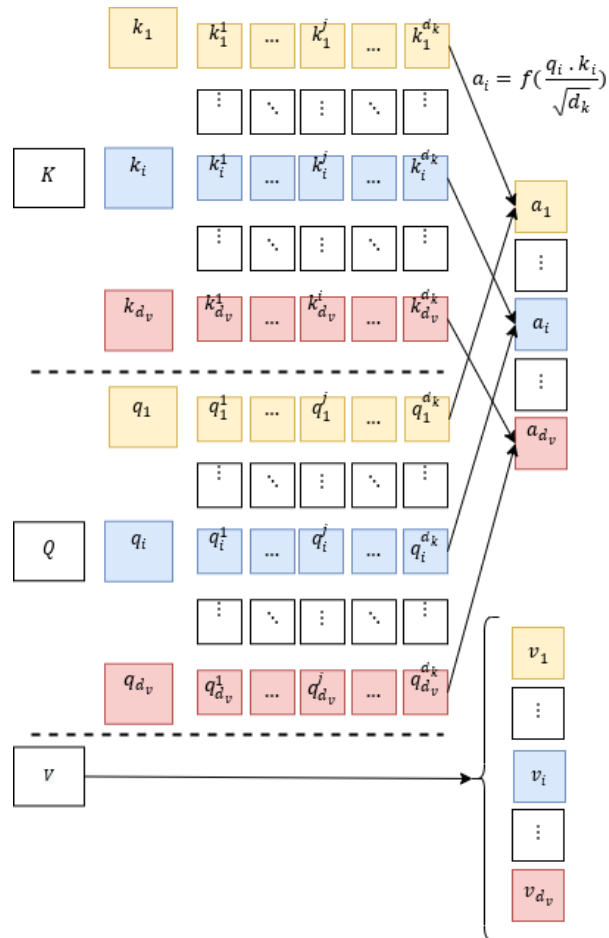 k_1 k_1^1 ... k_1^j ... k_1^{d_k}
a_i = f(\frac{q_i . k_i}{\sqrt{d_k}})
⋮ ⋱ ⋮ ⋱ ⋮
K k_i k_i^1 ... k_i^j ... k_i^{d_k}
a_1
⋮ ⋱ ⋮ ⋱ ⋮
⋮
k_{d_v} k_{d_v}^1 ... k_{d_v}^i ... k_{d_v}^{d_k}
a_i
⋮
q_1 q_1^1 ... q_1^j ... q_1^{d_k}
a_{d_v}
⋮ ⋱ ⋮ ⋱ ⋮
Q q_i q_i^1 ... q_i^j ... q_i^{d_k}
⋮ ⋱ ⋮ ⋱ ⋮
v_1
q_{d_v} q_{d_v}^1 ... q_{d_v}^j ... q_{d_v}^{d_k}
⋮
V
v_i
⋮
v_{d_v}